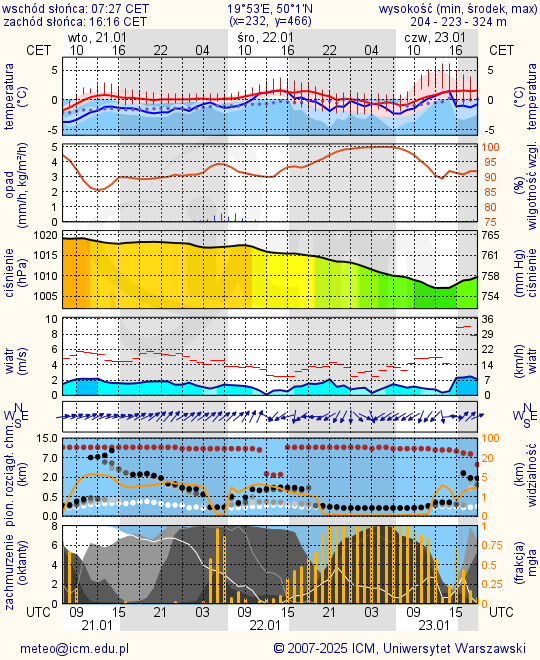 wschód słońca: 07:27 CET 19°53'E, 50°1'N wysokość (min, środek, max)
zachód słońca: 16:16 CET (x=232, y=466) 204 - 223 - 324 m
wto, 21.01 śro, 22.01 czw, 23.01
CET 10 16 22 04 10 16 22 04 10 16 CET
temperatura (°C) 5 0 -5 5 0 -5 (°C) temperatura
opad (mm/h, kg/m²/h) 5 4 3 2 1 0 100 95 90 85 80 75 (%) wilgotność wzgl.
ciśnienie (hPa) 1020 1015 1010 1005 765 761 758 754 (mm Hg) ciśnienie
wiatr (m/s) 10 8 6 4 2 0 36 29 22 14 7 0 (km/h) wiatr
N W E S N W E S
pion. rozciągł. chm. (km) 15.0 7.0 2.0 1.0 0.5 0.0 100 20 5 1 0 (km) widzialność
zachmurzenie (oktanty) 8 6 4 2 0 1 0.75 0.5 0.25 0 (frakcja) mgła
UTC 09 15 21 03 09 15 21 03 09 15 UTC
21.01 22.01 23.01
meteo@icm.edu.pl © 2007-2025 ICM, Uniwersytet Warszawski